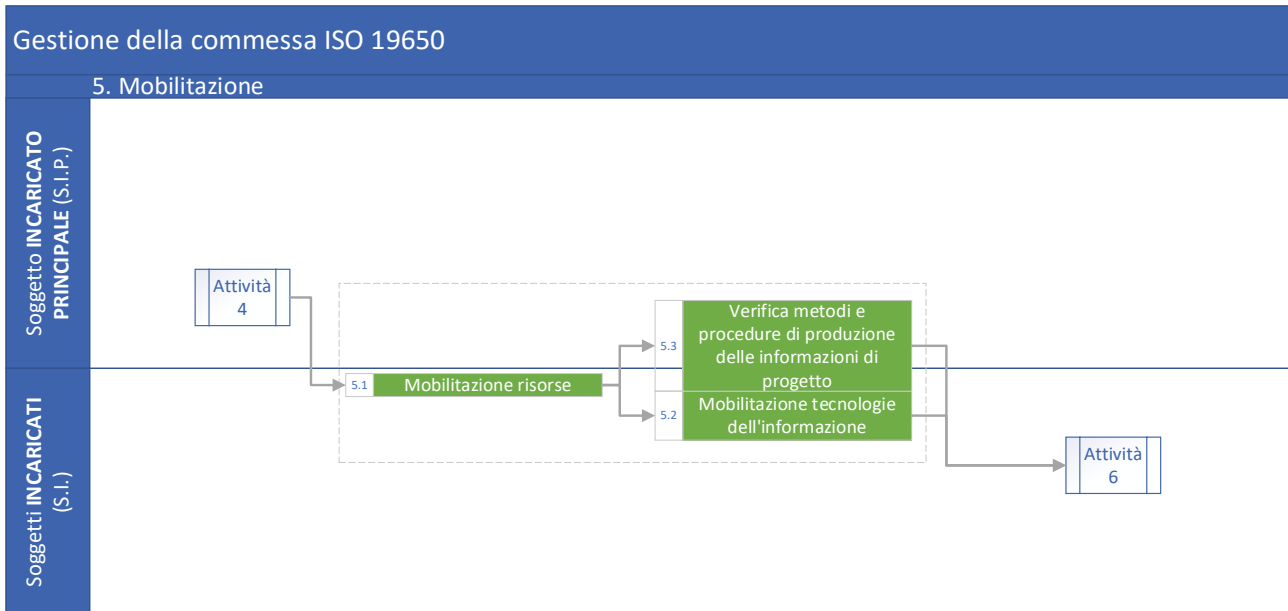 Gestione della commessa ISO 19650
5. Mobilitazione
Soggetto INCARICATO
PRINCIPALE (S.I.P.)
Attività
4
5.3
Verifica metodi e
procedure di produzione
delle informazioni di
progetto
5.1
Mobilitazione risorse
5.2
Mobilitazione tecnologie
dell'informazione
Soggetti INCARICATI
(S.I.)
Attività
6